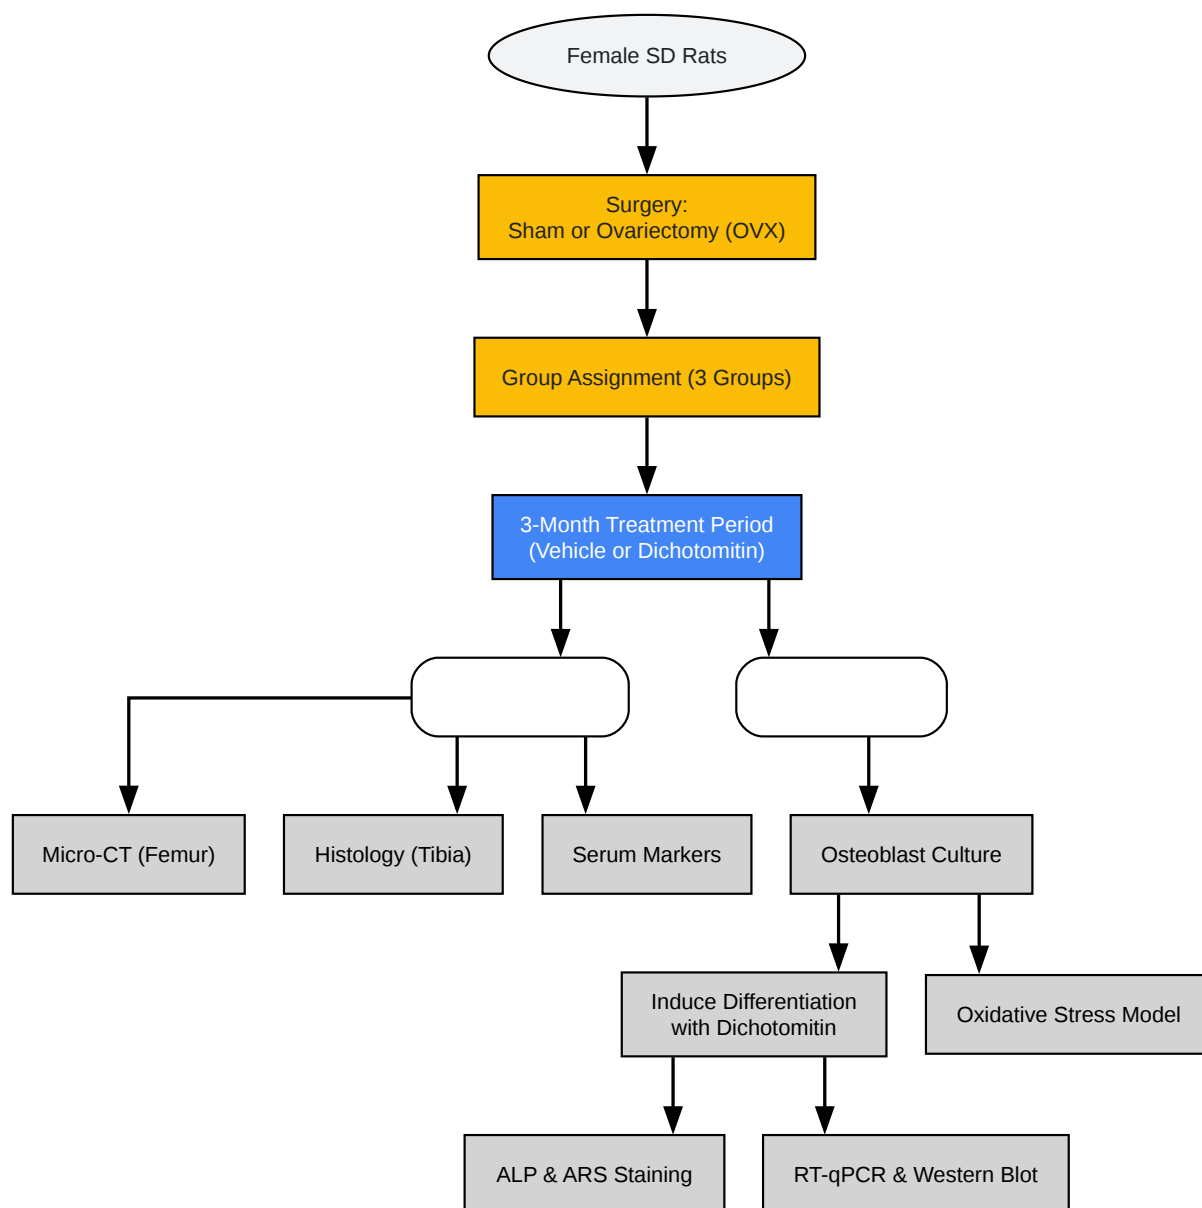 Female SD Rats
Surgery:
Sham or Ovariectomy (OVX)
Group Assignment (3 Groups)
3-Month Treatment Period
(Vehicle or Dichotomitin)
Micro-CT (Femur)
Histology (Tibia)
Serum Markers
Osteoblast Culture
Induce Differentiation
with Dichotomitin
Oxidative Stress Model
ALP & ARS Staining
RT-qPCR & Western Blot